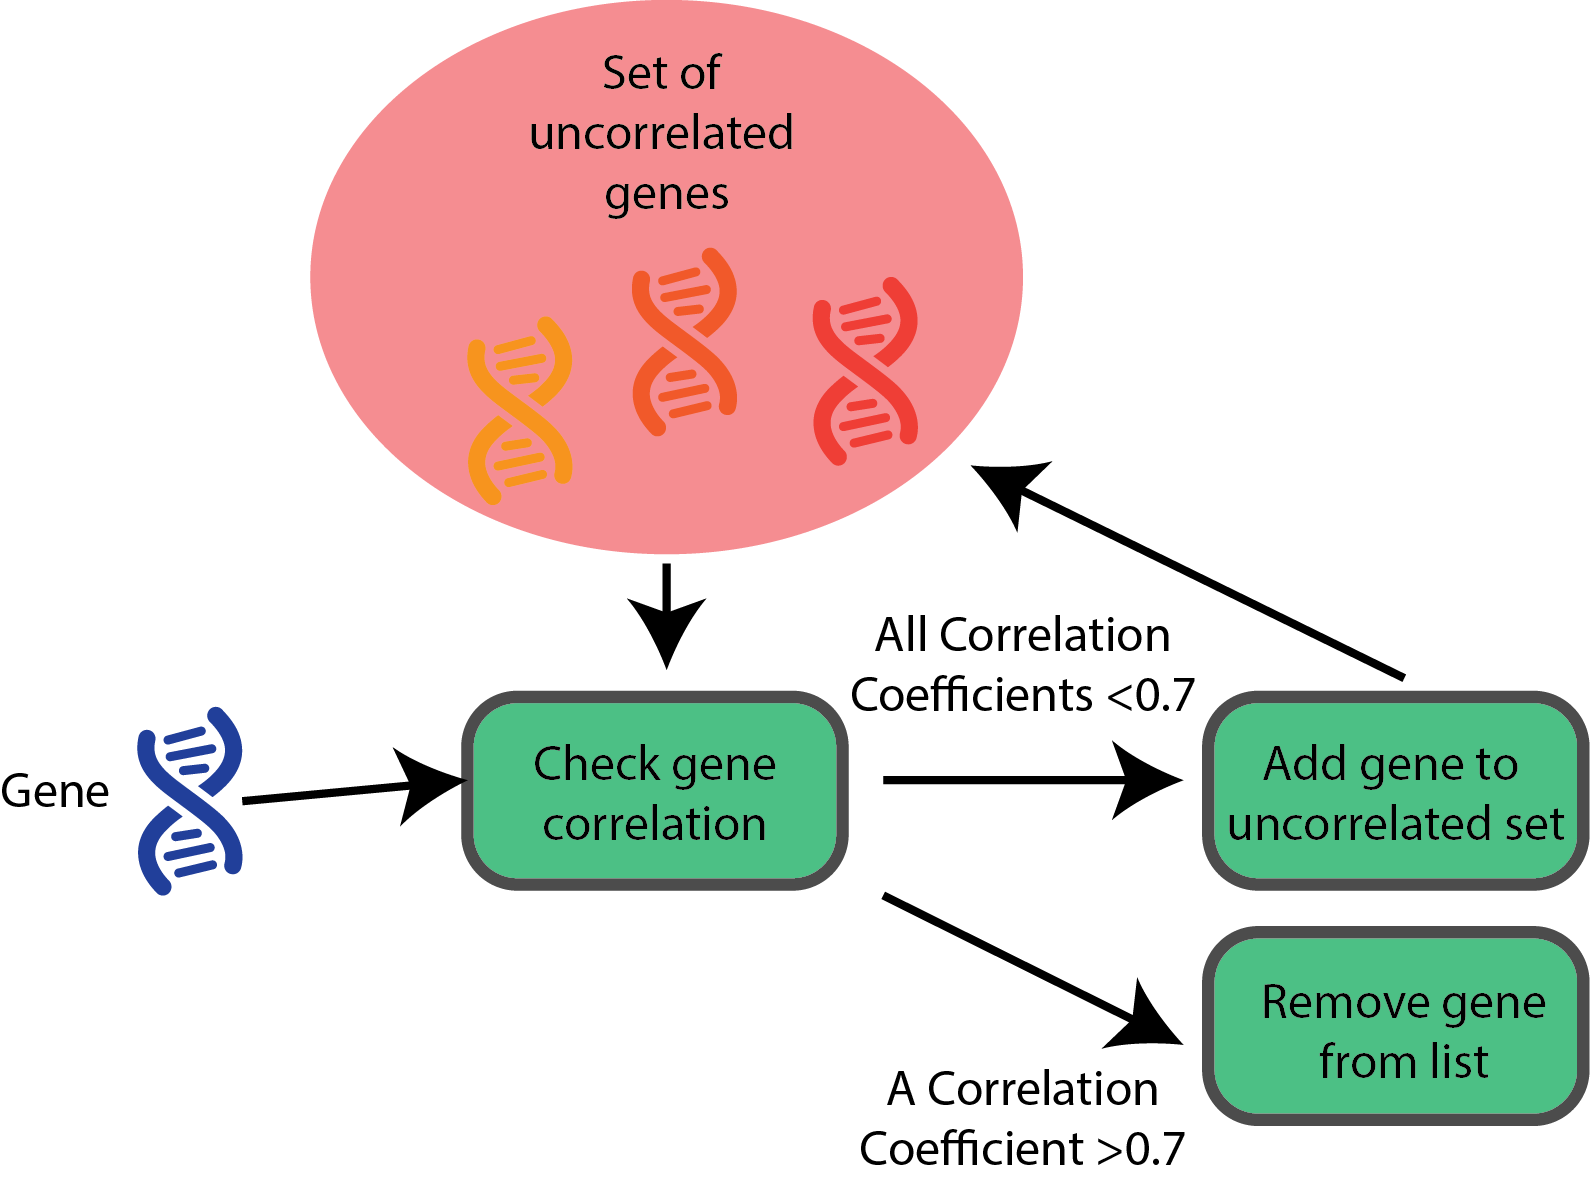 Set of
uncorrelated
genes
Gene
Check gene
correlation
All Correlation
Coefficients <0.7
Add gene to
uncorrelated set
Remove gene
from list
A Correlation
Coefficient >0.7